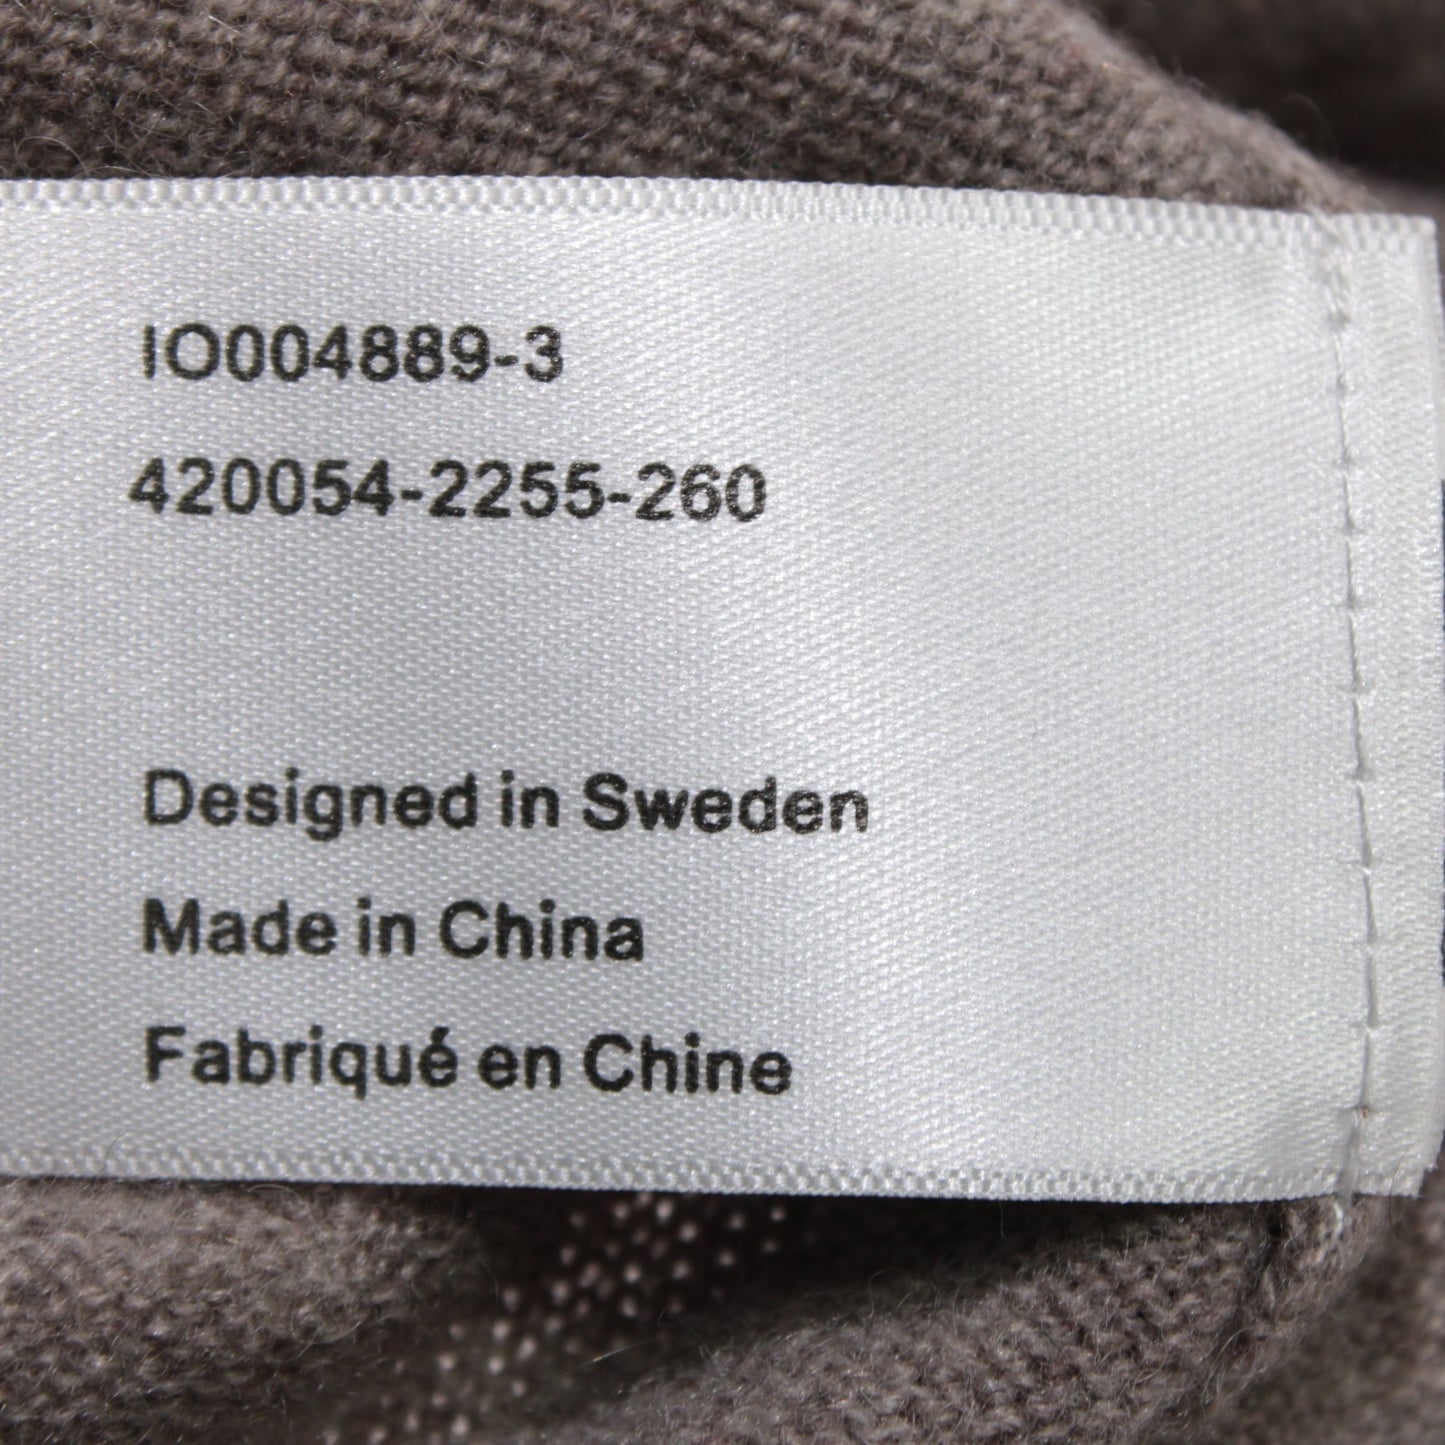 IO004889-3
420054-2255-260
Designed in Sweden
Made in China
Fabriqué en Chine